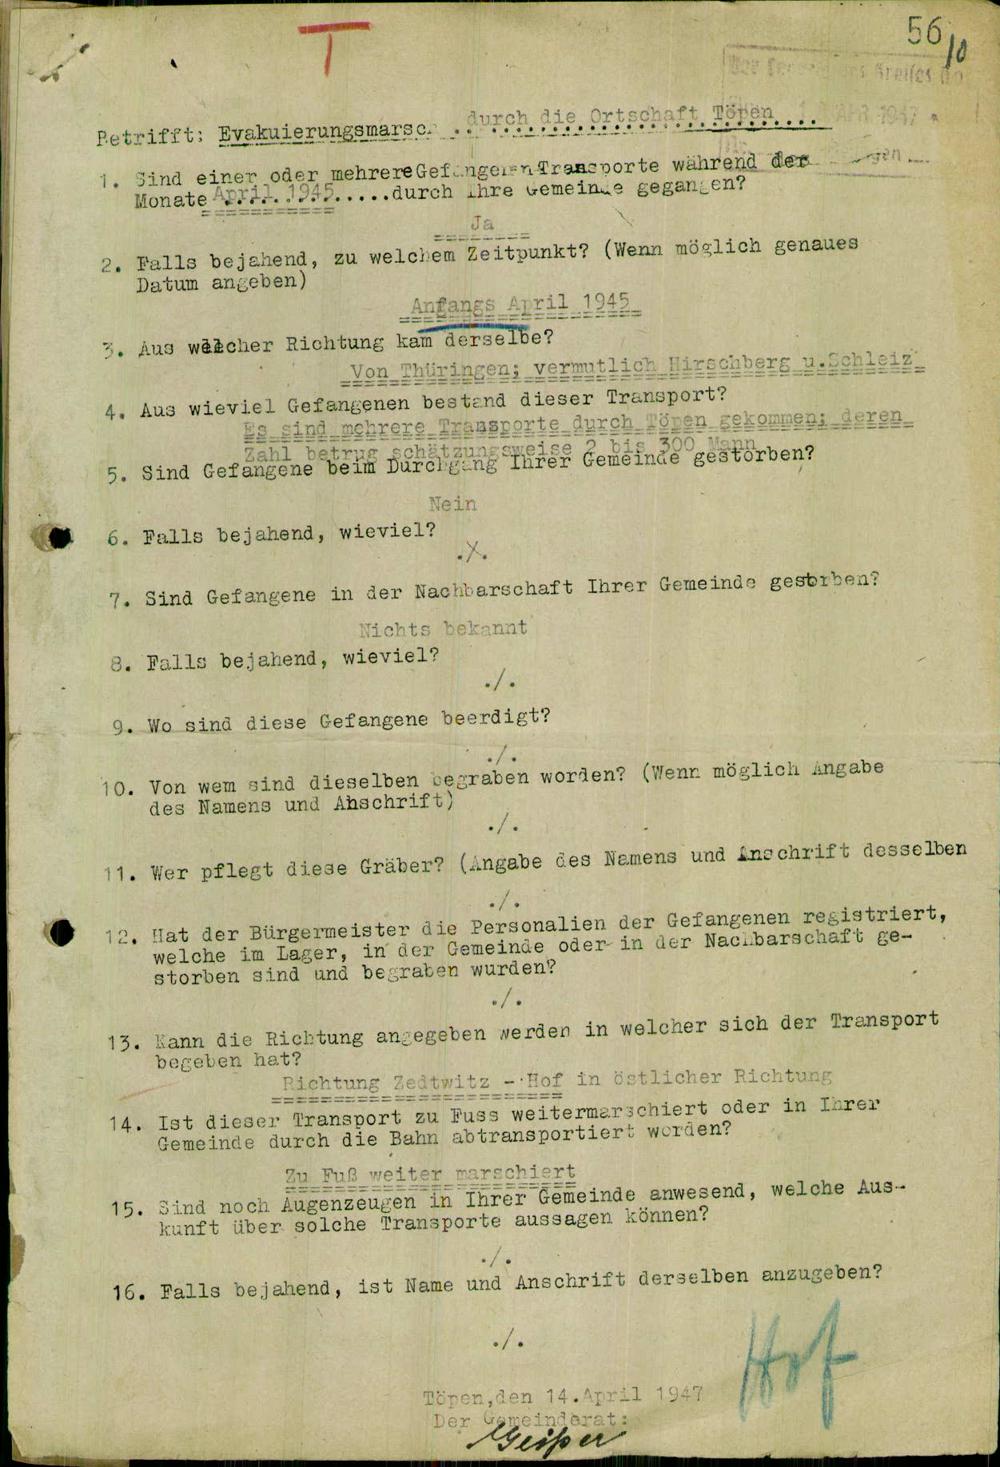 T
56
10
Der Landrat des Kreises Ho
APR 1947
Betrifft: Evakuierungsmarsc. durch die Ortschaft Töpen
1. Sind einer oder mehrere Gefangenen-Transporte während der
Monate April 1945 durch Ihre Gemeinde gegangen?
Ja
2. Falls bejahend, zu welchem Zeitpunkt? (Wenn möglich genaues
Datum angeben)
Anfangs April 1945
3. Aus welcher Richtung kam derselbe?
Von Thüringen; vermutlich Hirschberg u.Schleiz
4. Aus wieviel Gefangenen bestand dieser Transport?
Es sind mehrere Transporte durch Töpen gekommen; deren
Zahl betrug schätzungsweise 2 bis 300 Mann
5. Sind Gefangene beim Durchgang Ihrer Gemeinde gestorben?
Nein
6. Falls bejahend, wieviel?
./.
7. Sind Gefangene in der Nachbarschaft Ihrer Gemeinde gestorben?
Nichts bekannt
8. Falls bejahend, wieviel?
./.
9. Wo sind diese Gefangene beerdigt?
./.
10. Von wem sind dieselben begraben worden? (Wenn möglich Angabe
des Namens und Anschrift)
./.
11. Wer pflegt diese Gräber? (Angabe des Namens und Anschrift desselben
./.
12. Hat der Bürgermeister die Personalien der Gefangenen registriert,
welche im Lager, in der Gemeinde oder in der Nachbarschaft ge-
storben sind und begraben wurden?
./.
13. Kann die Richtung angegeben werden in welcher sich der Transport
begeben hat?
Richtung Zedtwitz - Hof in östlicher Richtung
14. Ist dieser Transport zu Fuss weitermarschiert oder in Ihrer
Gemeinde durch die Bahn abtransportiert worden?
Zu Fuß weiter marschiert
15. Sind noch Augenzeugen in Ihrer Gemeinde anwesend, welche Aus-
kunft über solche Transporte aussagen können?
./.
16. Falls bejahend, ist Name und Anschrift derselben anzugeben?
./.
Hof
Töpen,den 14.April 1947
Der Gemeinderat:
Geißer